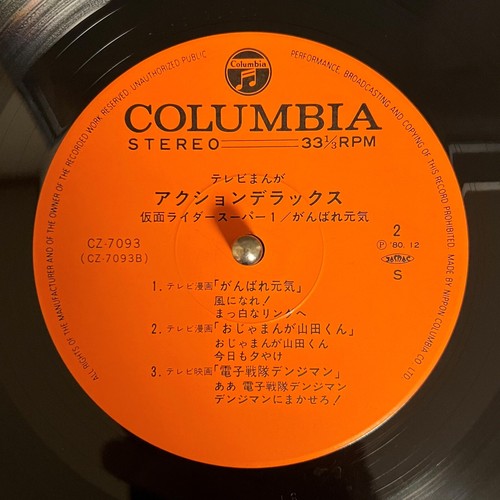 Columbia
COLUMBIA
STEREO 33 1/3 RPM
テレビまんが
アクションデラックス
仮面ライダースーパー1/がんばれ元気
CZ-7093
(CZ-7093B)
2
Ⓟ '80. 12
JASRAC
S
1. テレビ漫画「がんばれ元気」
風になれ!
まっ白なリングへ
2. テレビ漫画「おじゃまんが山田くん」
おじゃまんが山田くん
今日も夕やけ
3. テレビ映画「電子戦隊デンジマン」
ああ 電子戦隊デンジマン
デンジマンにまかせろ!
ALL RIGHTS OF THE MANUFACTURER AND OF THE OWNER OF THE RECORDED WORK RESERVED. UNAUTHORIZED PUBLIC PERFORMANCE, BROADCASTING AND COPYING OF THIS RECORD PROHIBITED. MADE BY NIPPON COLUMBIA CO. LTD